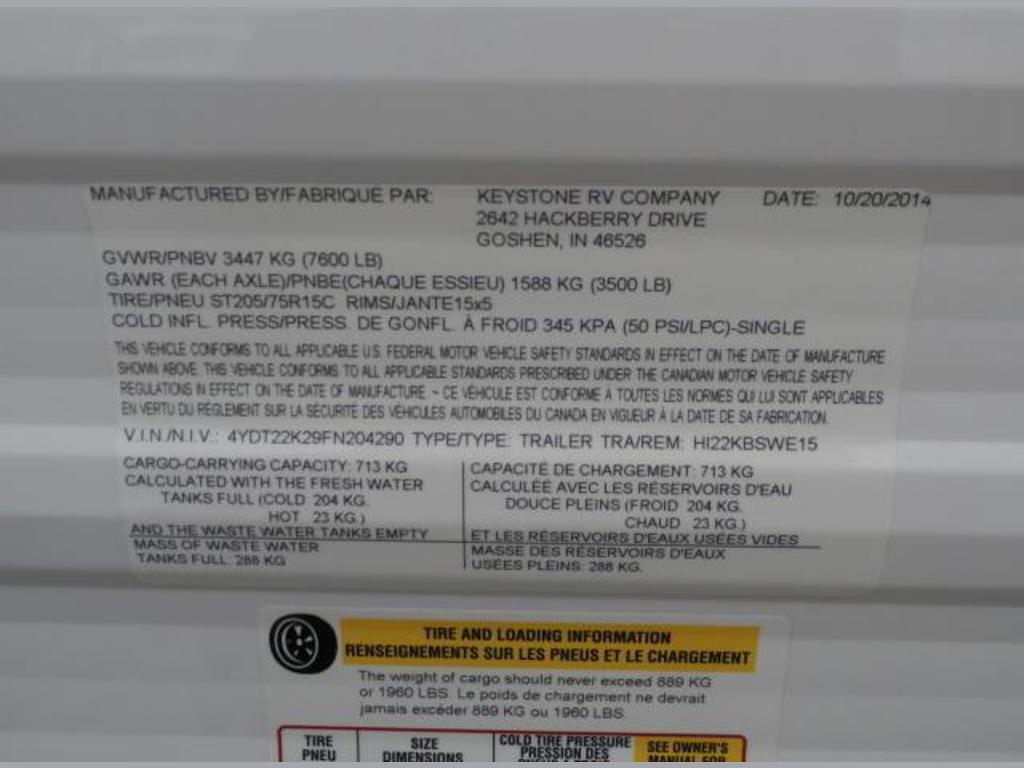 MANUFACTURED BY/FABRIQUÉ PAR: KEYSTONE RV COMPANY DATE: 10/20/2014
2642 HACKBERRY DRIVE
GOSHEN, IN 46526
GVWR/PNBV 3447 KG (7600 LB)
GAWR (EACH AXLE)/PNBE(CHAQUE ESSIEU) 1588 KG (3500 LB)
TIRE/PNEU ST205/75R15C RIMS/JANTE15x5
COLD INFL. PRESS/PRESS. DE GONFL. À FROID 345 KPA (50 PSI/LPC)-SINGLE
THIS VEHICLE CONFORMS TO ALL APPLICABLE U.S. FEDERAL MOTOR VEHICLE SAFETY STANDARDS IN EFFECT ON THE DATE OF MANUFACTURE
SHOWN ABOVE. THIS VEHICLE CONFORMS TO ALL APPLICABLE STANDARDS PRESCRIBED UNDER THE CANADIAN MOTOR VEHICLE SAFETY
REGULATIONS IN EFFECT ON THE DATE OF MANUFACTURE. ~ CE VÉHICULE EST CONFORME À TOUTES LES NORMES QUI LUI SONT APPLICABLES
EN VERTU DU RÈGLEMENT SUR LA SÉCURITÉ DES VÉHICULES AUTOMOBILES DU CANADA EN VIGUEUR À LA DATE DE SA FABRICATION.
V.I.N./N.I.V.: 4YDT22K29FN204290 TYPE/TYPE: TRAILER TRA/REM: HI22KBSWE15
CARGO-CARRYING CAPACITY: 713 KG
CALCULATED WITH THE FRESH WATER
TANKS FULL (COLD 204 KG.
HOT 23 KG.)
AND THE WASTE WATER TANKS EMPTY
MASS OF WASTE WATER
TANKS FULL: 288 KG
CAPACITÉ DE CHARGEMENT: 713 KG
CALCULÉE AVEC LES RÉSERVOIRS D'EAU
DOUCE PLEINS (FROID 204 KG.
CHAUD 23 KG.)
ET LES RÉSERVOIRS D'EAUX USÉES VIDES
MASSE DES RÉSERVOIRS D'EAUX
USÉES PLEINS: 288 KG.
TIRE AND LOADING INFORMATION
RENSEIGNEMENTS SUR LES PNEUS ET LE CHARGEMENT
The weight of cargo should never exceed 889 KG
or 1960 LBS. Le poids de chargement ne devrait
jamais excéder 889 KG ou 1960 LBS.
TIRE SIZE COLD TIRE PRESSURE SEE OWNER'S
PNEU DIMENSIONS PRESSION DES MANUAL FOR